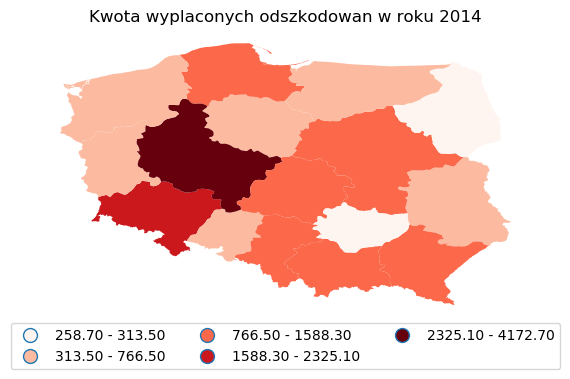 Kwota wyplaconych odszkodowan w roku 2014
258.70 - 313.50
313.50 - 766.50
766.50 - 1588.30
1588.30 - 2325.10
2325.10 - 4172.70